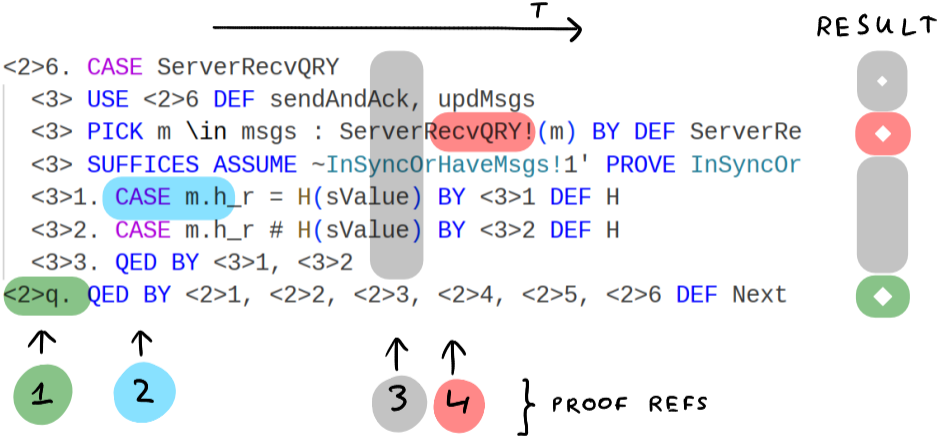 T
RESULT
<2>6. CASE ServerRecvQRY
<3> USE <2>6 DEF sendAndAck, updMsgs
<3> PICK m \in msgs : ServerRecvQRY!(m) BY DEF ServerRe
<3> SUFFICES ASSUME ~InSyncOrHaveMsgs!1' PROVE InSyncOr
<3>1. CASE m.h_r = H(sValue) BY <3>1 DEF H
<3>2. CASE m.h_r # H(sValue) BY <3>2 DEF H
<3>3. QED BY <3>1, <3>2
<2>q. QED BY <2>1, <2>2, <2>3, <2>4, <2>5, <2>6 DEF Next
1 2 3 4 } PROOF REFS